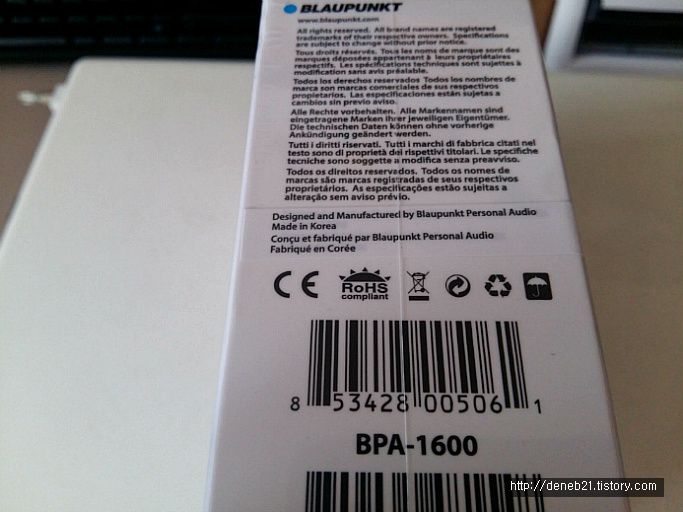 BLAUPUNKT
www.blaupunkt.com
All rights reserved. All brand names are registered
trademarks of their respective owners. Specifications
are subject to change without prior notice.
Tous droits réservés. Tous les noms de marque sont des
marques déposées appartenant à leurs propriétaires
respectifs. Les spécifications techniques sont sujettes à
modification sans avis préalable.
Todos los derechos reservados Todos los nombres de
marca son marcas comerciales de sus respectivos
propietarios. Las especificaciones están sujetas a
cambios sin previo aviso.
Alle Rechte vorbehalten. Alle Markennamen sind
eingetragene Marken ihrer jeweiligen Eigentümer.
Die technischen Daten können ohne vorherige
Ankündigung geändert werden.
Tutti i diritti riservati. Tutti i marchi di fabbrica citati nel
testo sono di proprietà dei rispettivi titolari. Le specifiche
tecniche sono soggette a modifica senza preavviso.
Todos os direitos reservados. Todos os nomes de
marcas são marcas registradas de seus respectivos
proprietários. As especificações estão sujeitas a
alteração sem aviso prévio.
Designed and Manufactured by Blaupunkt Personal Audio
Made in Korea
Conçu et fabriqué par Blaupunkt Personal Audio
Fabriqué en Corée
CE RoHS
compliant
8 53428 00506 1
BPA-1600
http://deneb21.tistory.com